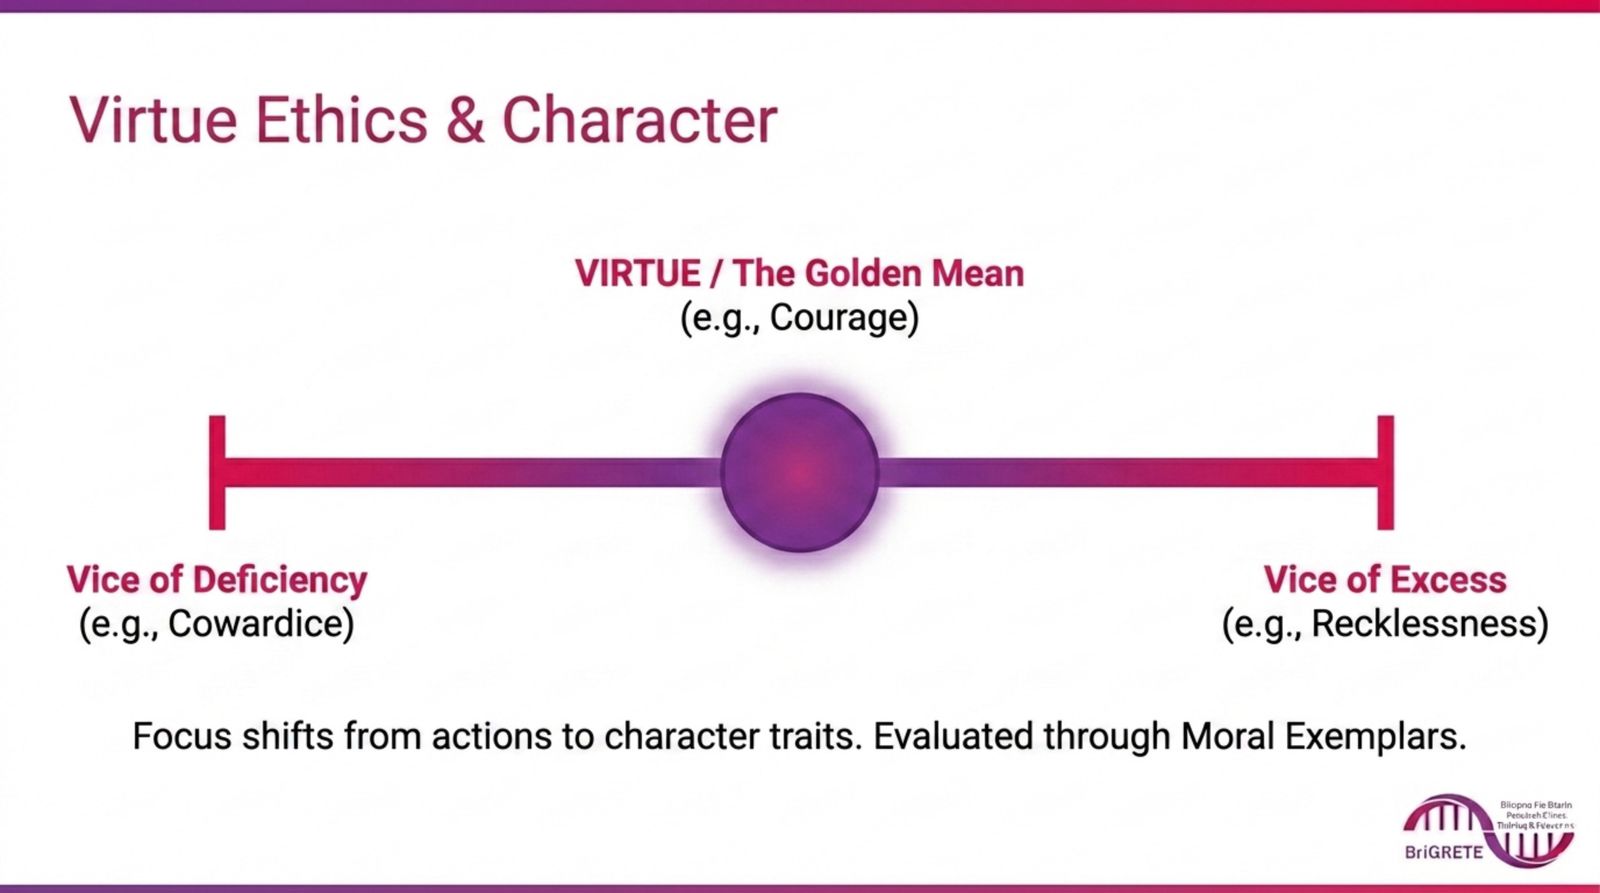 Virtue Ethics & Character
VIRTUE / The Golden Mean
(e.g., Courage)
Vice of Deficiency
(e.g., Cowardice)
Vice of Excess
(e.g., Recklessness)
Focus shifts from actions to character traits. Evaluated through Moral Exemplars.
BriGRETE